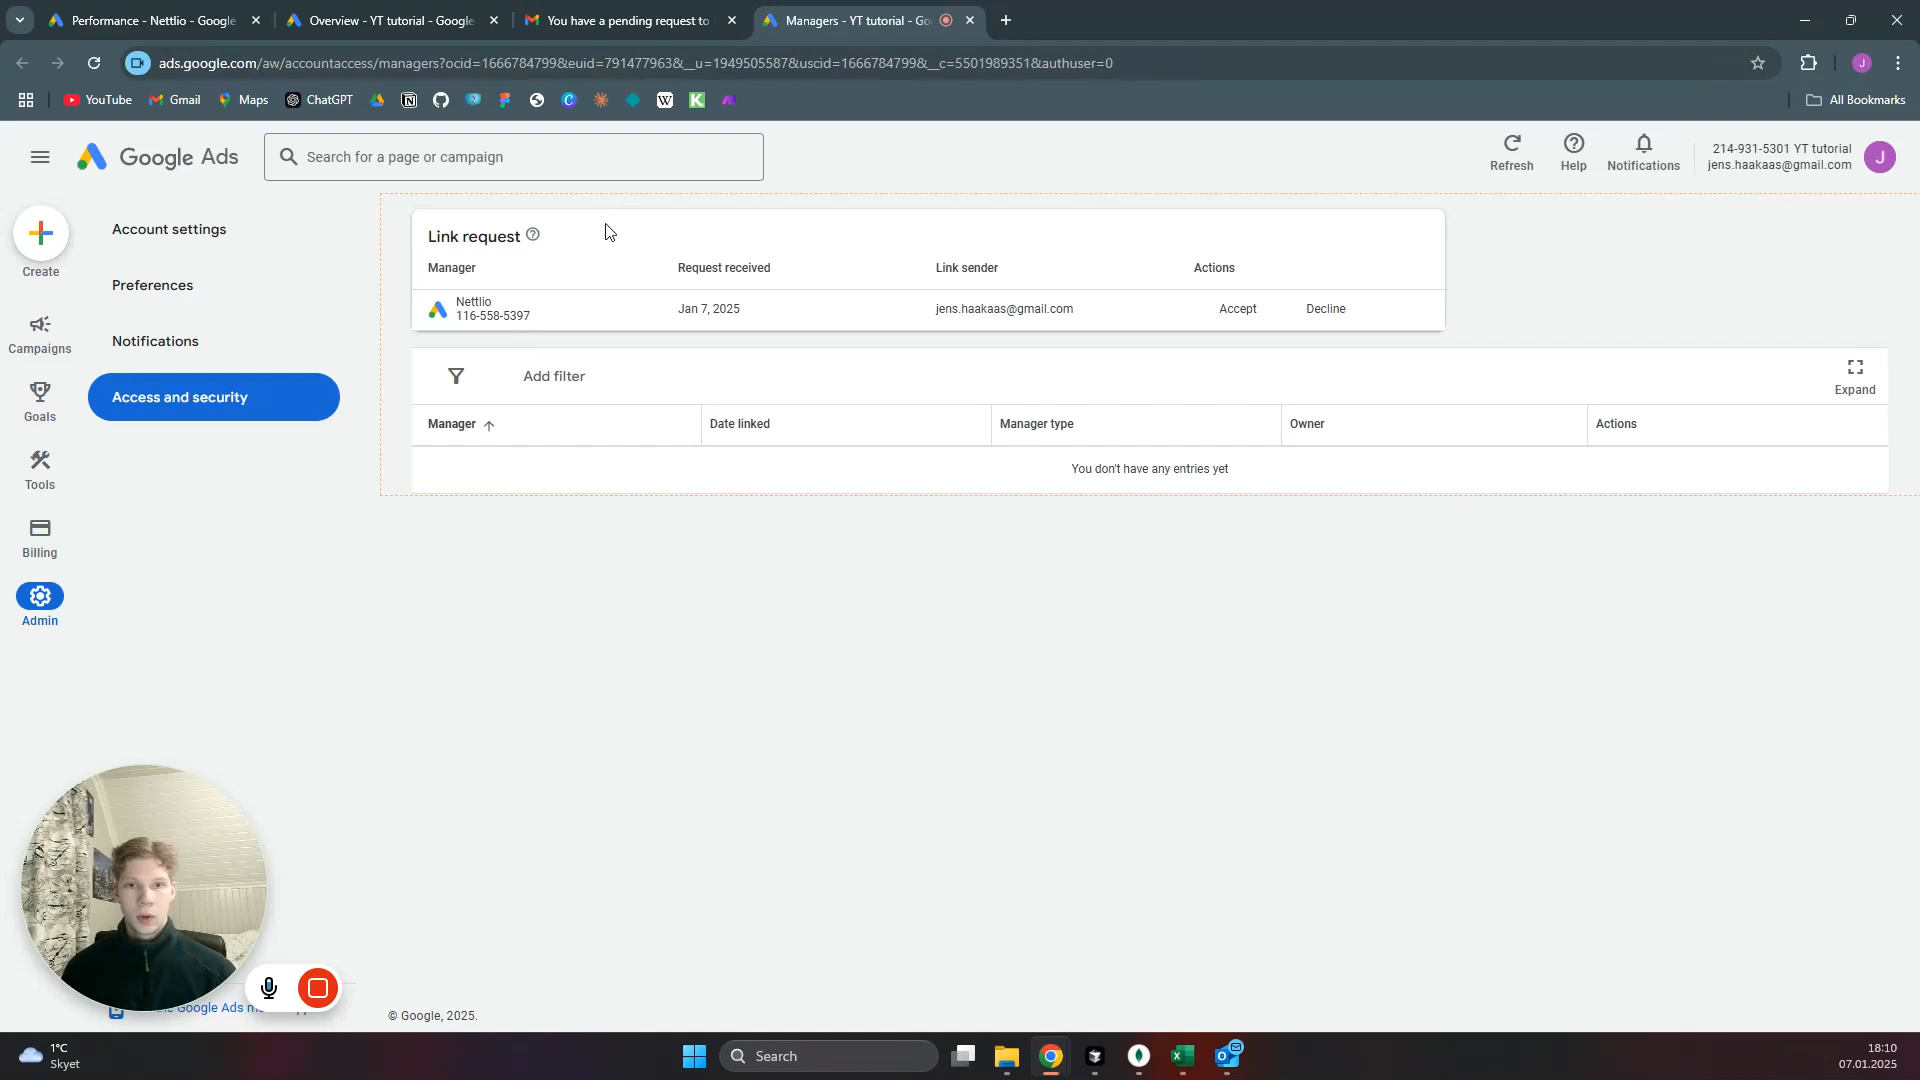 Performance - Nettlio - Google
Overview - YT tutorial - Google
You have a pending request to
Managers - YT tutorial - Go
ads.google.com/aw/accountaccess/managers?ocid=1666784799&euid=791477963&__u=1949505587&uscid=1666784799&__c=5501989351&authuser=0
J
YouTube
Gmail
Maps
ChatGPT
All Bookmarks
Google Ads
Search for a page or campaign
Refresh
Help
Notifications
214-931-5301 YT tutorial
jens.haakaas@gmail.com
J
Create
Campaigns
Goals
Tools
Billing
Admin
Account settings
Preferences
Notifications
Access and security
Link request
Manager
Request received
Link sender
Actions
Nettlio
116-558-5397
Jan 7, 2025
jens.haakaas@gmail.com
Accept
Decline
Add filter
Expand
Manager
Date linked
Manager type
Owner
Actions
You don't have any entries yet
Google Ads m
© Google, 2025.
1°C
Skyet
Search
18:10
07.01.2025